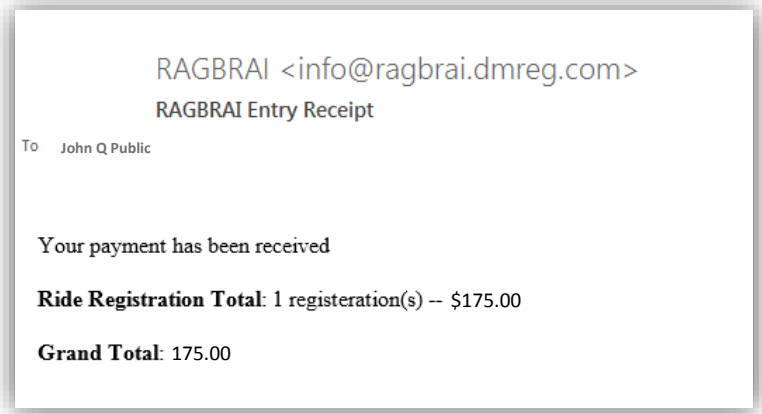 RAGBRAI <info@ragbrai.dmreg.com>
RAGBRAI Entry Receipt
To John Q Public
Your payment has been received
Ride Registration Total: 1 registeration(s) -- $175.00
Grand Total: 175.00